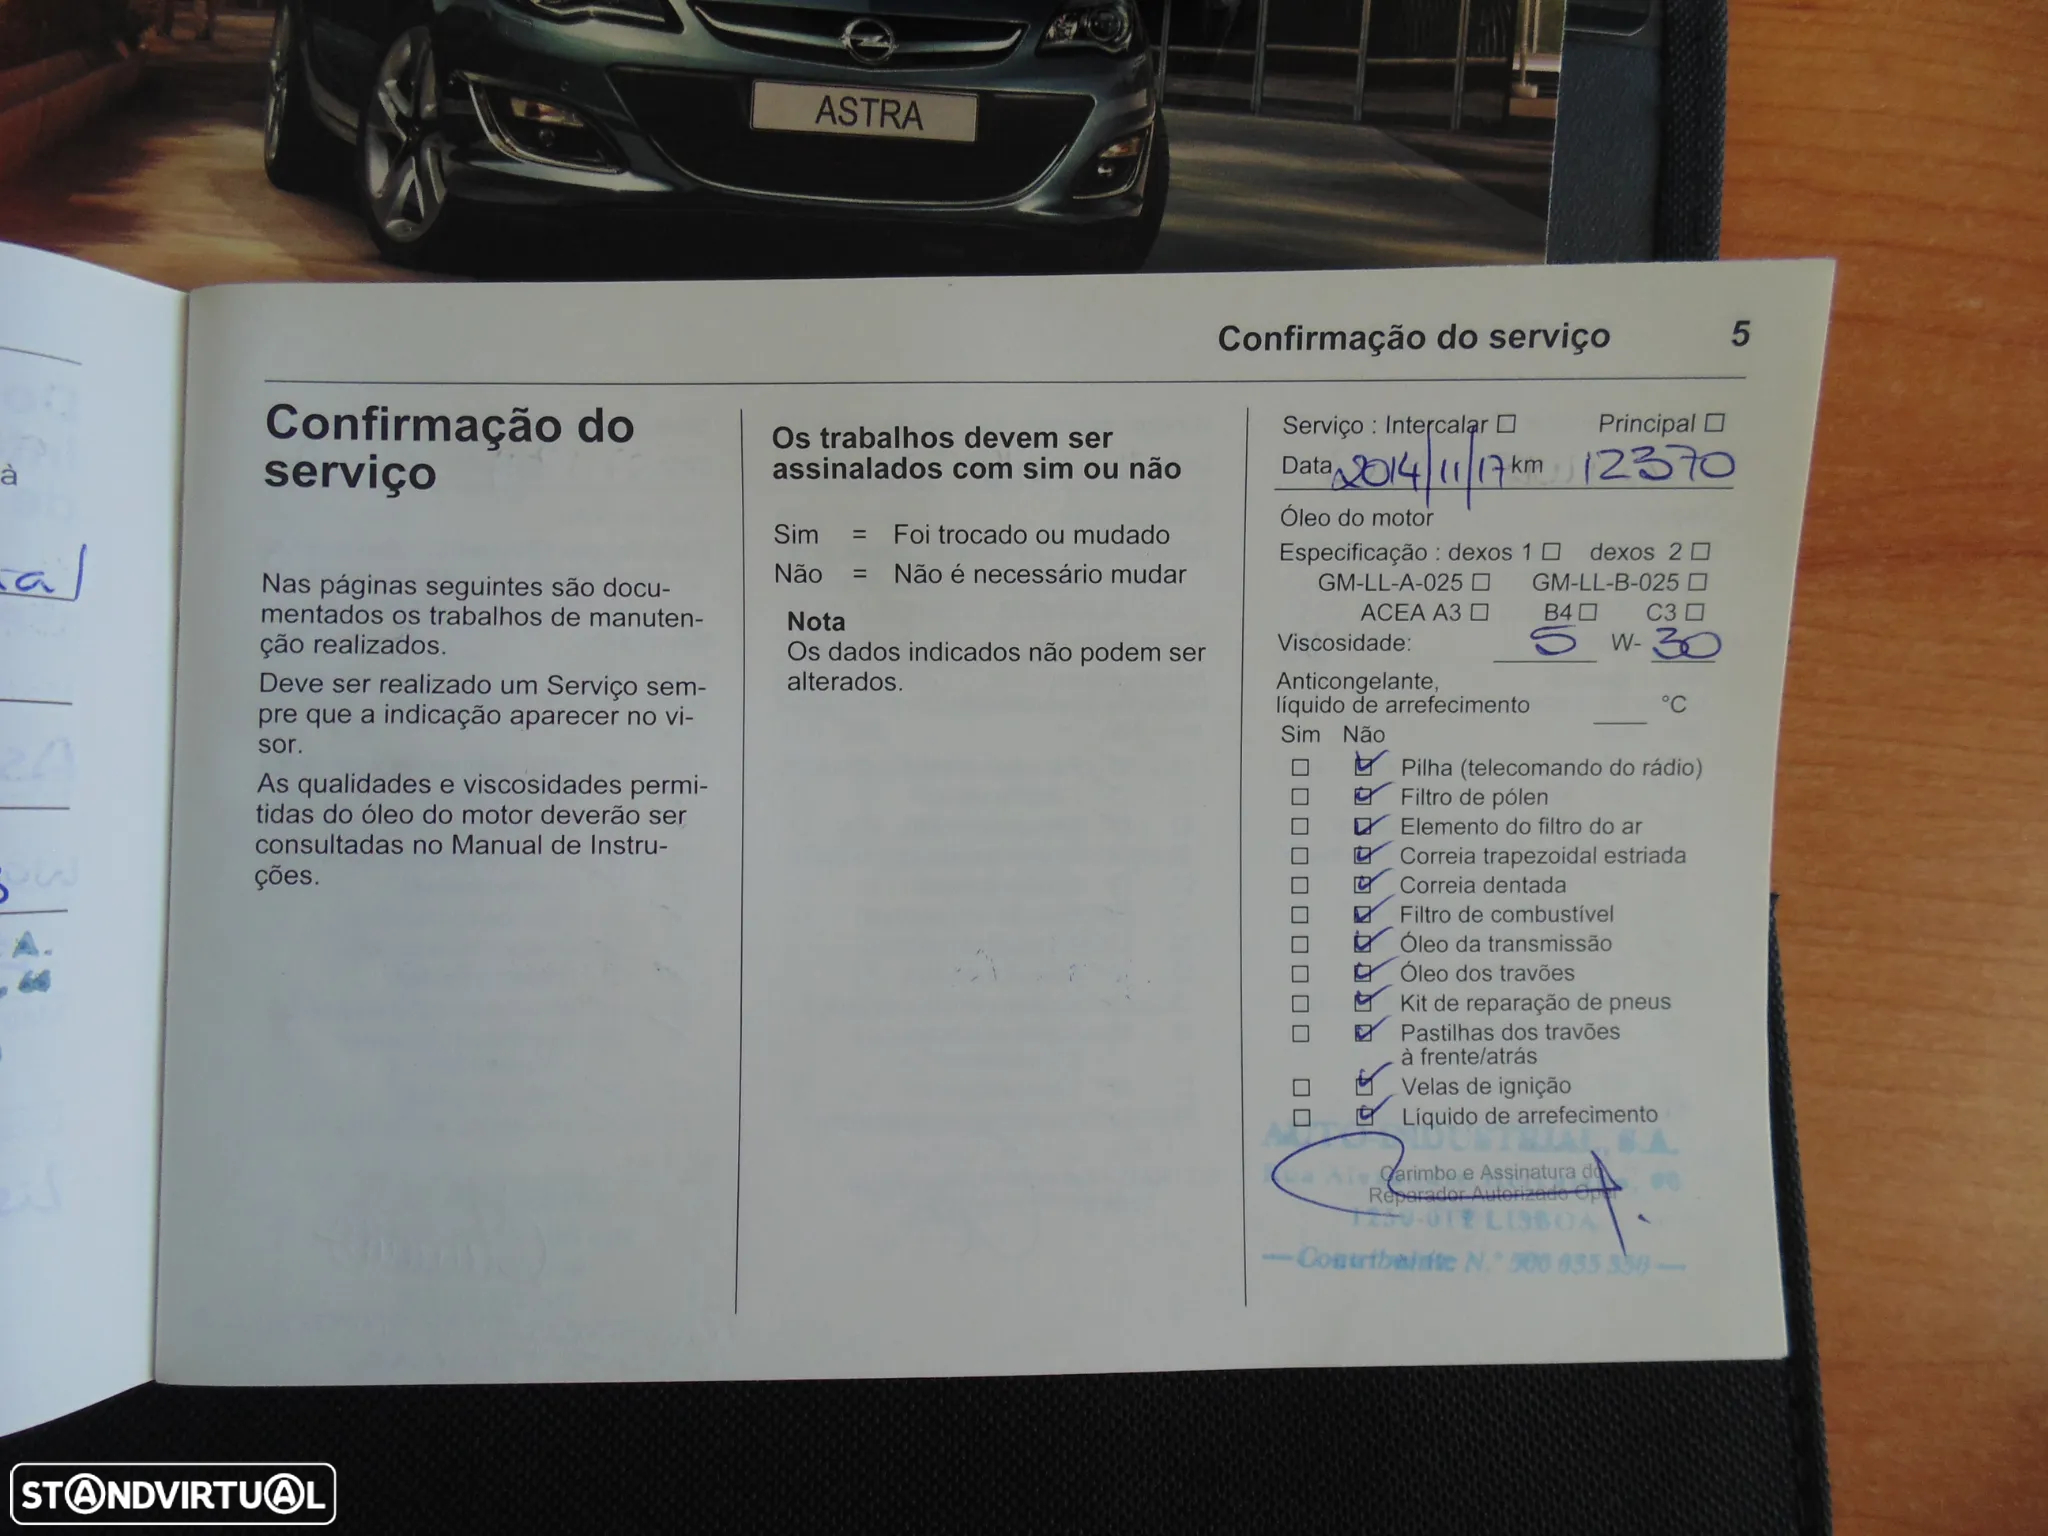 ASTRA
à
A.
66
Confirmação do serviço 5
Confirmação do
serviço
Nas páginas seguintes são docu-
mentados os trabalhos de manuten-
ção realizados.
Deve ser realizado um Serviço sem-
pre que a indicação aparecer no vi-
sor.
As qualidades e viscosidades permi-
tidas do óleo do motor deverão ser
consultadas no Manual de Instru-
ções.
Os trabalhos devem ser
assinalados com sim ou não
Sim = Foi trocado ou mudado
Não = Não é necessário mudar
Nota
Os dados indicados não podem ser
alterados.
Serviço : Intercalar ☐ Principal ☐
Data 2014/11/17 km 12370
Óleo do motor
Especificação : dexos 1 ☐ dexos 2 ☐
GM-LL-A-025 ☐ GM-LL-B-025 ☐
ACEA A3 ☐ B4 ☐ C3 ☐
Viscosidade: 5 W- 30
Anticongelante,
líquido de arrefecimento ___ °C
Sim Não
☐ ☑ Pilha (telecomando do rádio)
☐ ☑ Filtro de pólen
☐ ☑ Elemento do filtro do ar
☐ ☑ Correia trapezoidal estriada
☐ ☑ Correia dentada
☐ ☑ Filtro de combustível
☐ ☑ Óleo da transmissão
☐ ☑ Óleo dos travões
☐ ☑ Kit de reparação de pneus
☐ ☑ Pastilhas dos travões
à frente/atrás
☐ ☑ Velas de ignição
☐ ☑ Líquido de arrefecimento
AUTO-INDUSTRIAL, S.A.
Carimbo e Assinatura do
Reparador Autorizado Opel
LISBOA
— Contribuinte N.°
STANDVIRTUAL